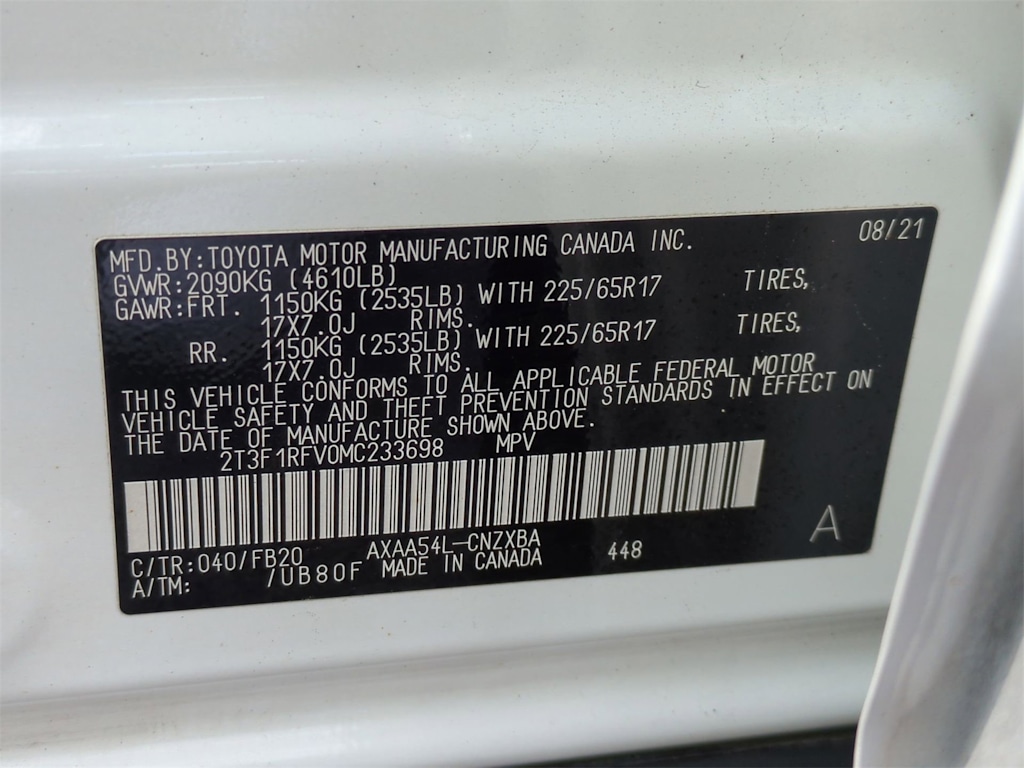 08/21
MFD.BY:TOYOTA MOTOR MANUFACTURING CANADA INC.
GVWR:2090KG (4610LB)
GAWR:FRT. 1150KG (2535LB) WITH 225/65R17 TIRES,
17X7.0J RIMS.
RR. 1150KG (2535LB) WITH 225/65R17 TIRES,
17X7.0J RIMS.
THIS VEHICLE CONFORMS TO ALL APPLICABLE FEDERAL MOTOR
VEHICLE SAFETY AND THEFT PREVENTION STANDARDS IN EFFECT ON
THE DATE OF MANUFACTURE SHOWN ABOVE.
2T3F1RFV0MC233698 MPV
C/TR:040/FB20 AXAA54L-CNZXBA 448 A
A/TM: /UB80F MADE IN CANADA